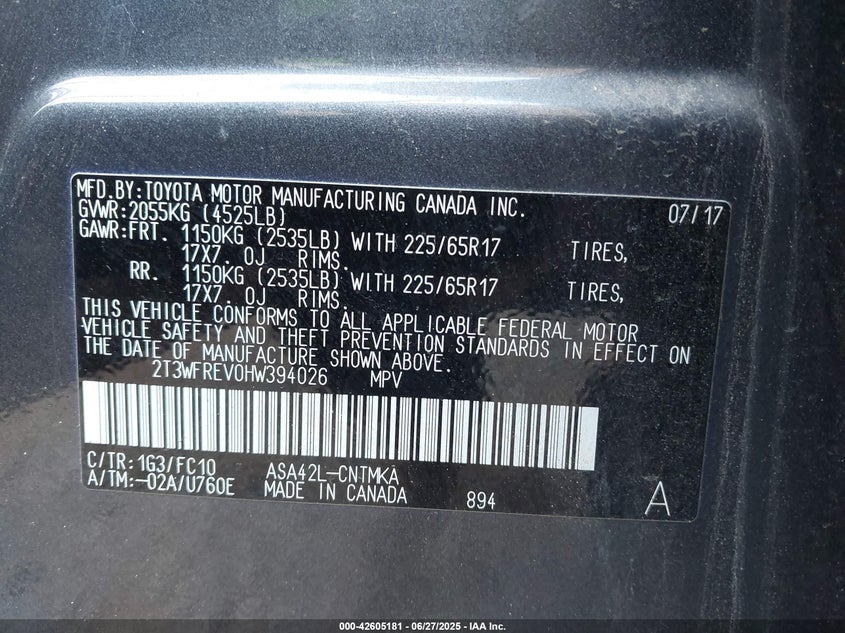 MFD.BY:TOYOTA MOTOR MANUFACTURING CANADA INC. 07/17
GVWR:2055KG (4525LB)
GAWR:FRT. 1150KG (2535LB) WITH 225/65R17 TIRES,
17X7. 0J RIMS.
RR. 1150KG (2535LB) WITH 225/65R17 TIRES,
17X7. 0J RIMS.
THIS VEHICLE CONFORMS TO ALL APPLICABLE FEDERAL MOTOR
VEHICLE SAFETY AND THEFT PREVENTION STANDARDS IN EFFECT ON
THE DATE OF MANUFACTURE SHOWN ABOVE.
2T3WFREV0HW394026 MPV
C/TR:1G3/FC10 ASA42L-CNTMKA
A/TM:-02A/U760E MADE IN CANADA 894 A
000-42605181 - 06/27/2025 - IAA Inc.